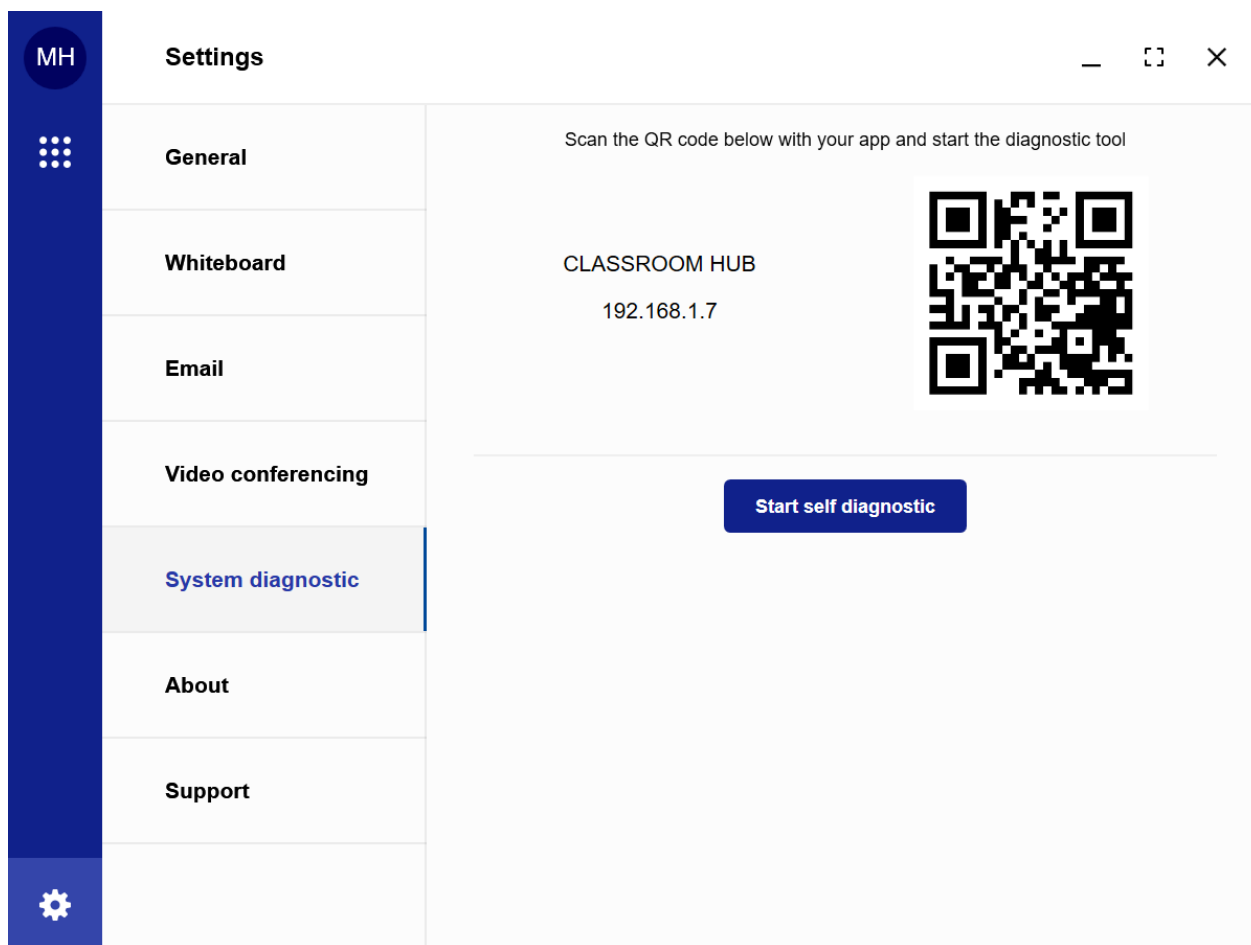 MH
Settings
General
Whiteboard
Email
Video conferencing
System diagnostic
About
Support
Scan the QR code below with your app and start the diagnostic tool
CLASSROOM HUB
192.168.1.7
Start self diagnostic